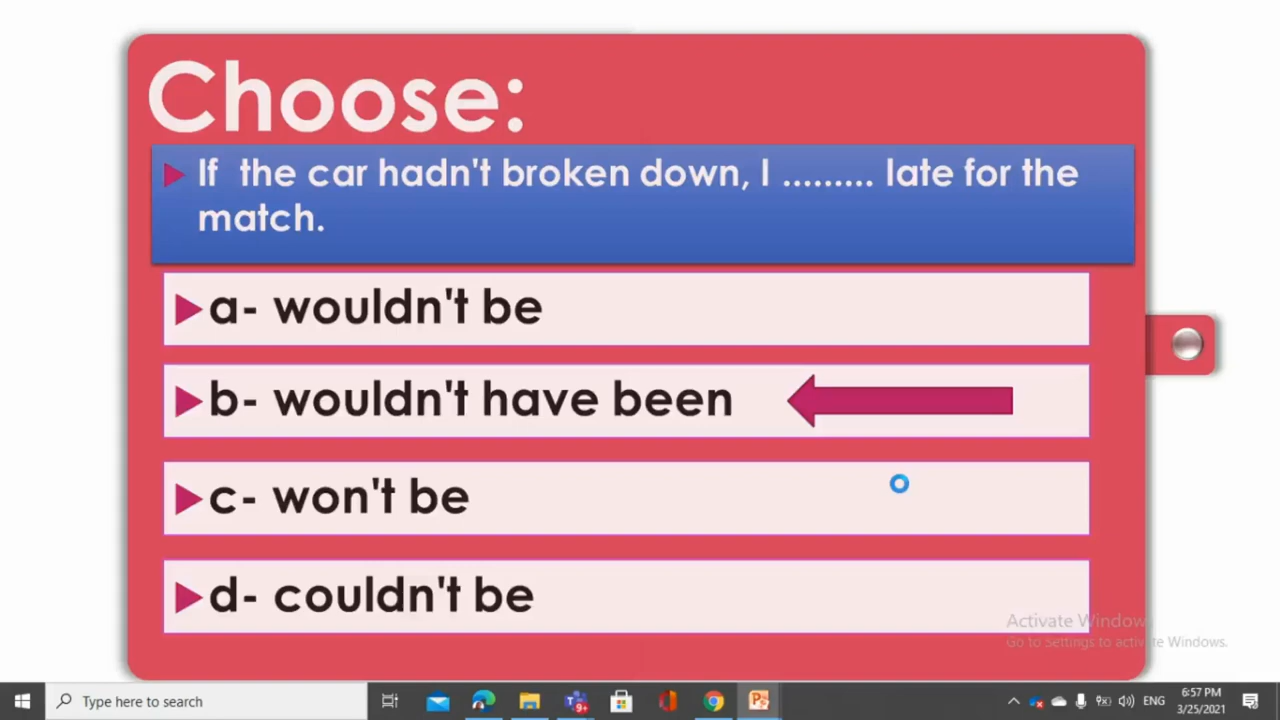 Choose:
If  the car hadn't broken down, I ......... late for the
match.
a- wouldn't be
b- wouldn't have been
c- won't be
d- couldn't be
Activate Windows
Go to Settings to activate Windows.
Type here to search
9+
ENG
6:57 PM
3/25/2021